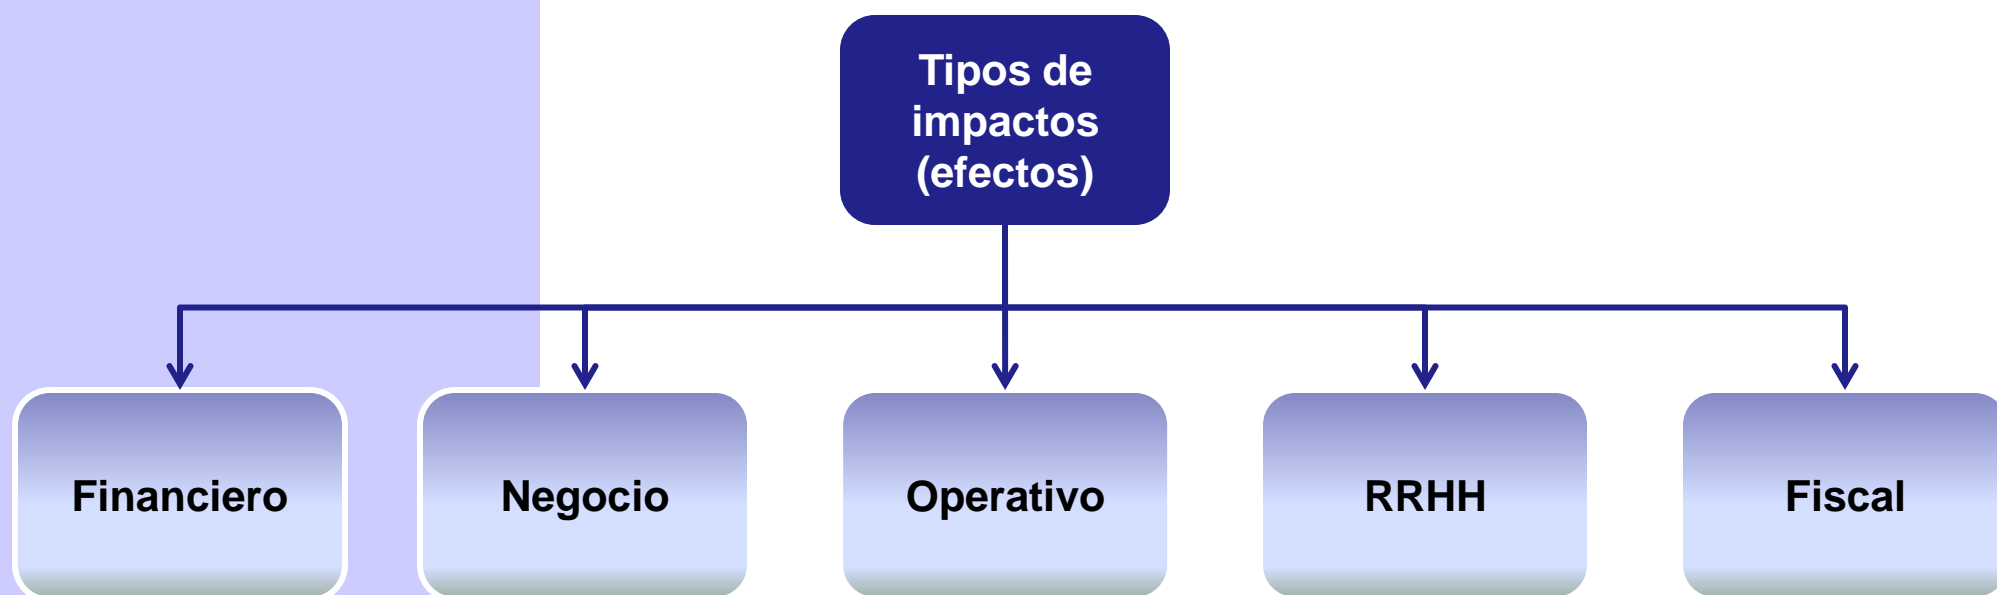 Tipos de
impactos
(efectos)
Financiero
Negocio
Operativo
RRHH
Fiscal